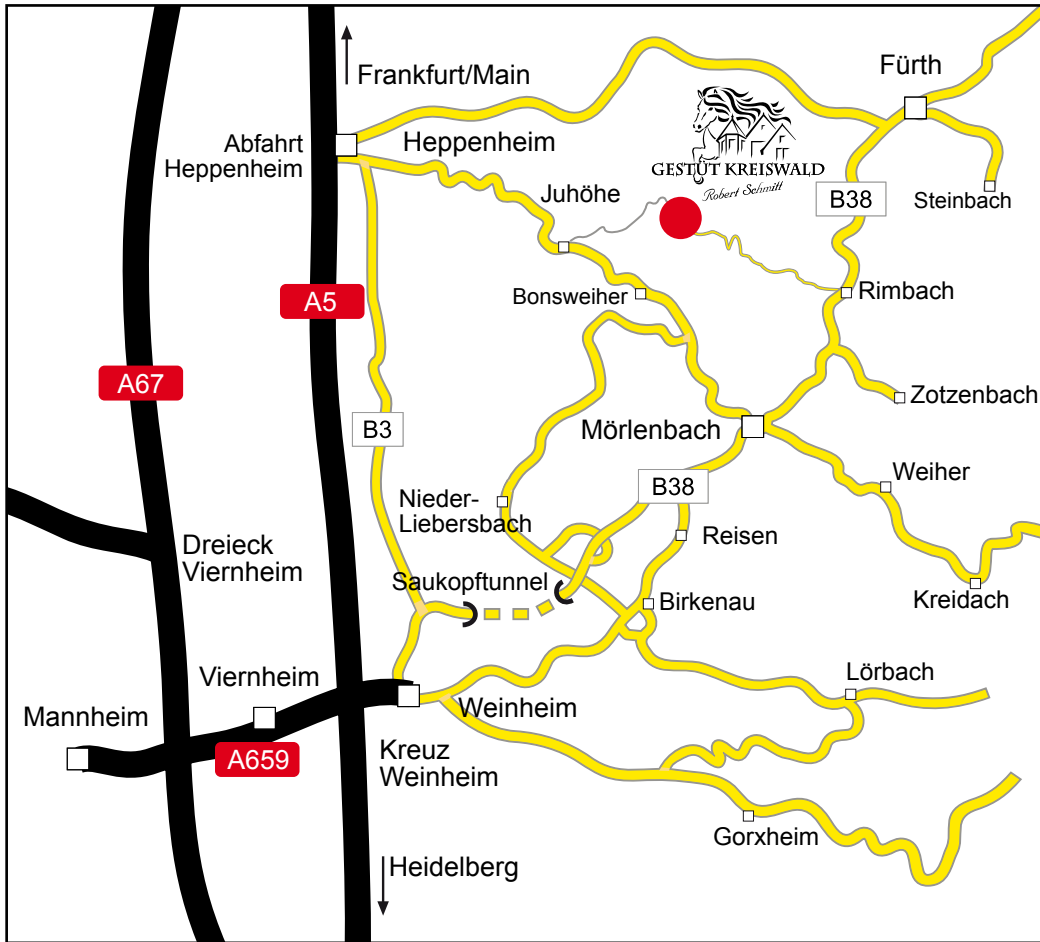 Frankfurt/Main
Fürth
Abfahrt
Heppenheim
Heppenheim
GESTÜT KREISWALD
Robert Schmitt
Juhöhe
B38
Steinbach
A5
Bonsweiher
Rimbach
A67
Zotzenbach
B3
Mörlenbach
Weiher
B38
Nieder-
Liebersbach
Reisen
Dreieck
Viernheim
Saukopftunnel
Birkenau
Kreidach
Viernheim
Lörbach
Mannheim
Weinheim
A659
Kreuz
Weinheim
Gorxheim
Heidelberg